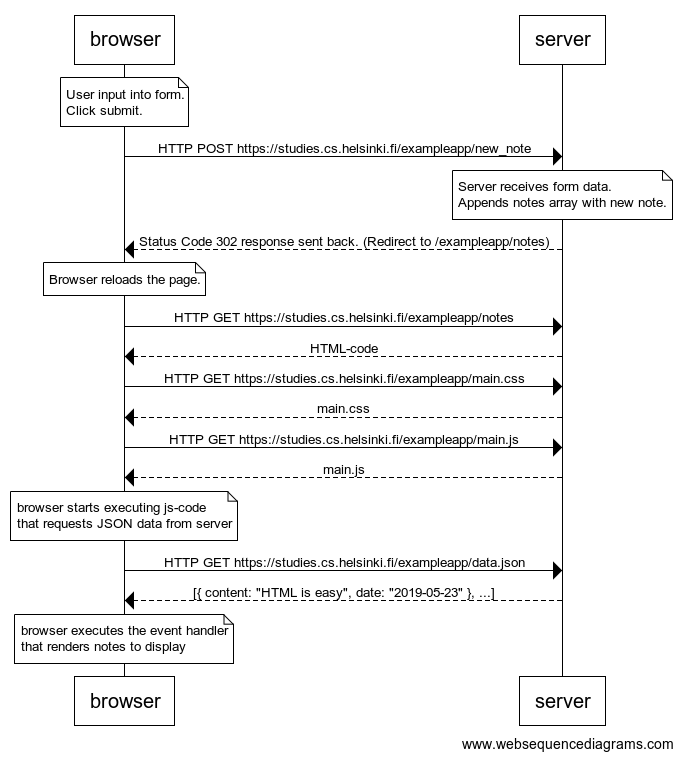 browser
server
User input into form.
Click submit.
HTTP POST https://studies.cs.helsinki.fi/exampleapp/new_note
Server receives form data.
Appends notes array with new note.
Status Code 302 response sent back. (Redirect to /exampleapp/notes)
Browser reloads the page.
HTTP GET https://studies.cs.helsinki.fi/exampleapp/notes
HTML-code
HTTP GET https://studies.cs.helsinki.fi/exampleapp/main.css
main.css
HTTP GET https://studies.cs.helsinki.fi/exampleapp/main.js
main.js
browser starts executing js-code
that requests JSON data from server
HTTP GET https://studies.cs.helsinki.fi/exampleapp/data.json
[{ content: "HTML is easy", date: "2019-05-23" }, ...]
browser executes the event handler
that renders notes to display
browser
server
www.websequencediagrams.com